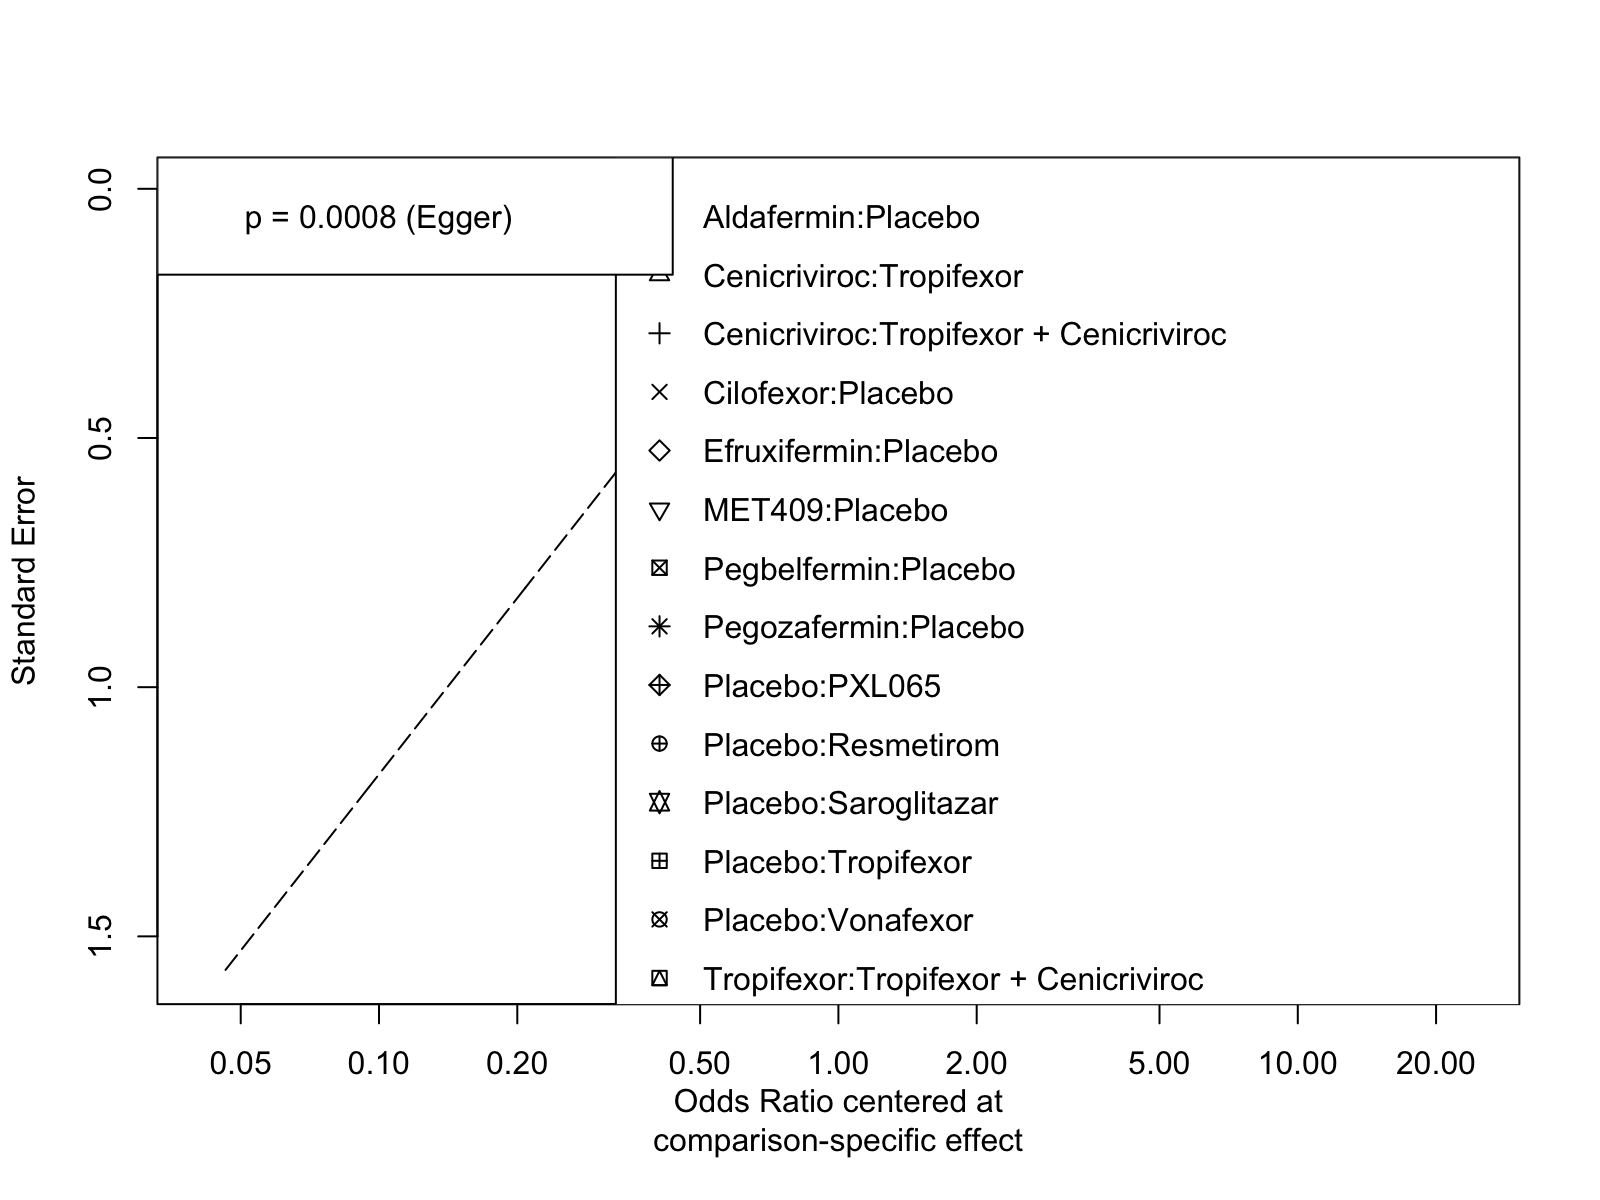 p = 0.0008 (Egger)
Aldafermin:Placebo
Cenicriviroc:Tropifexor
Cenicriviroc:Tropifexor + Cenicriviroc
Cilofexor:Placebo
Efruxifermin:Placebo
MET409:Placebo
Pegbelfermin:Placebo
Pegozafermin:Placebo
Placebo:PXL065
Placebo:Resmetirom
Placebo:Saroglitazar
Placebo:Tropifexor
Placebo:Vonafexor
Tropifexor:Tropifexor + Cenicriviroc
Standard Error
0.0
0.5
1.0
1.5
0.05 0.10 0.20 0.50 1.00 2.00 5.00 10.00 20.00
Odds Ratio centered at
comparison-specific effect